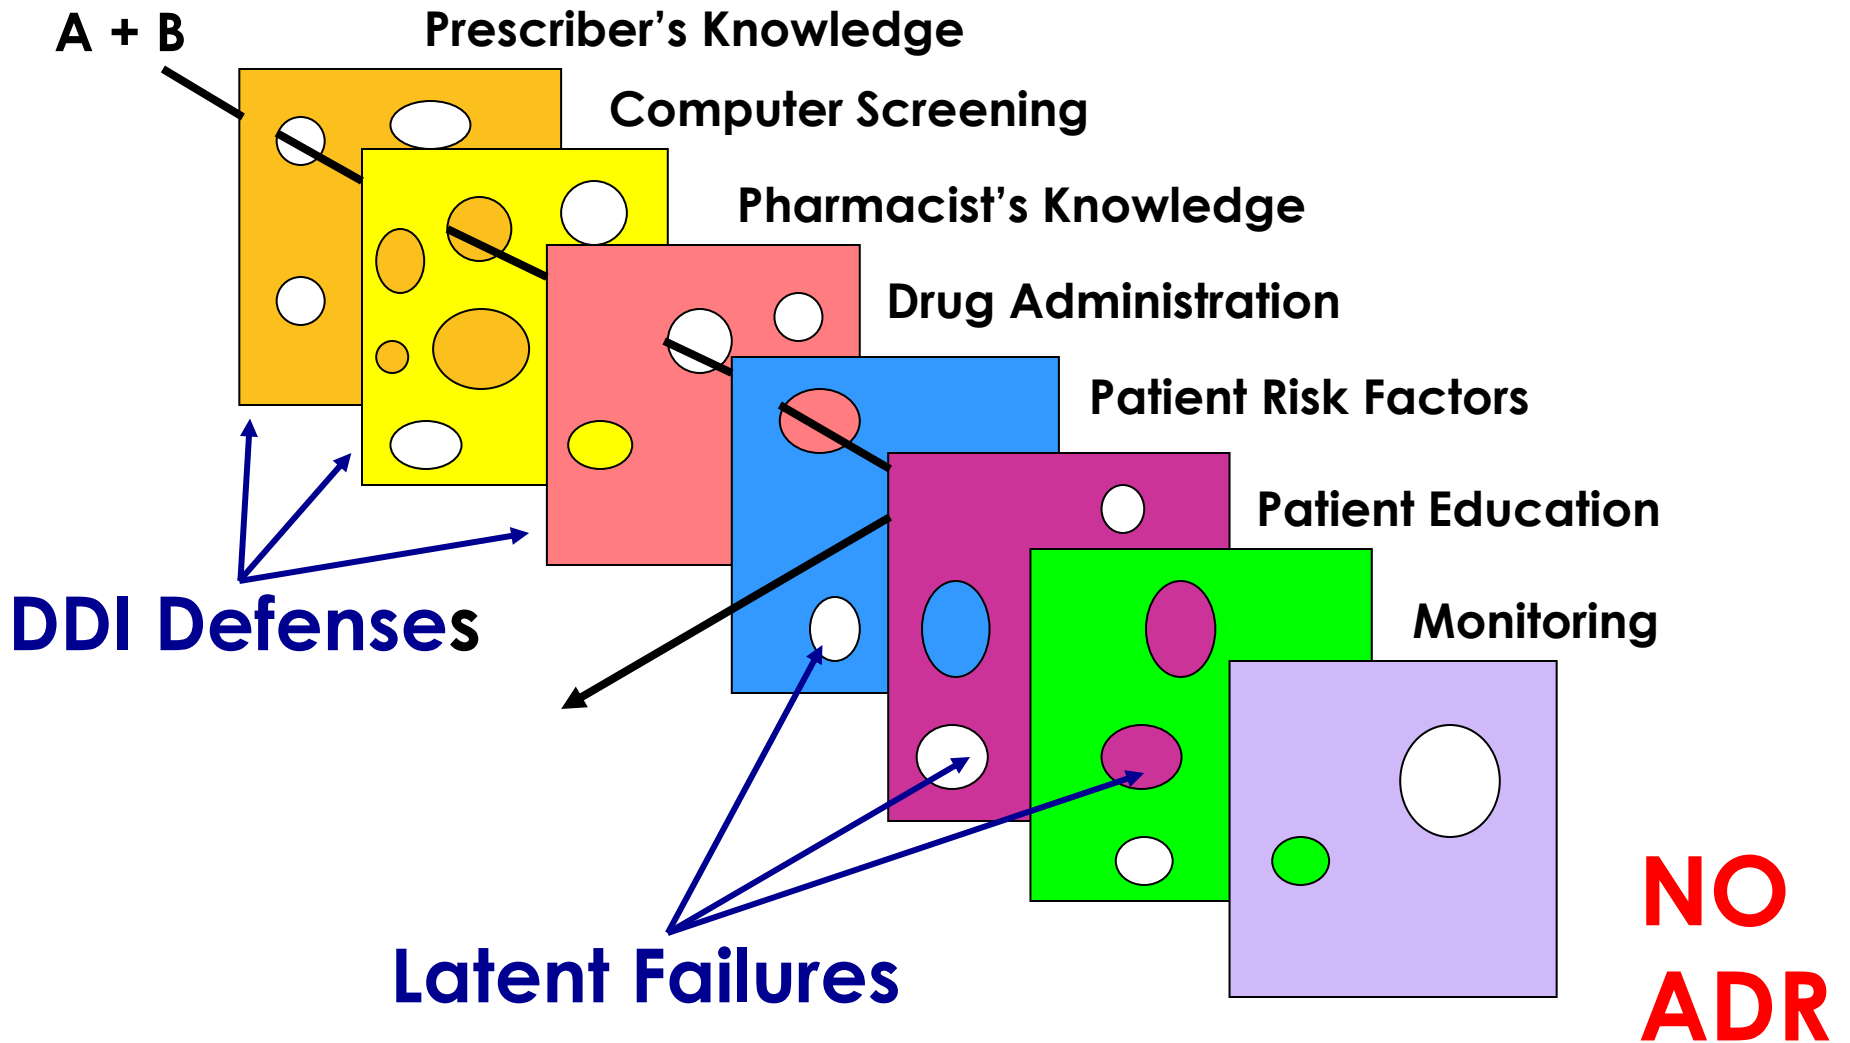 A + B
Prescriber’s Knowledge
Computer Screening
Pharmacist’s Knowledge
Drug Administration
Patient Risk Factors
Patient Education
Monitoring
DDI Defenses
Latent Failures
NO
ADR